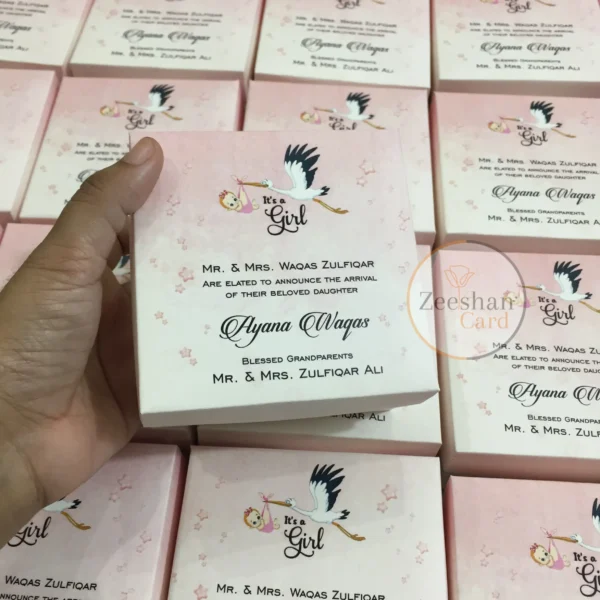 It's a
Girl
Mr. & Mrs. Waqas Zulfiqar
Are elated to announce the arrival
of their beloved daughter
Ayana Waqas
Blessed Grandparents
Mr. & Mrs. Zulfiqar Ali
Zeeshan
Card